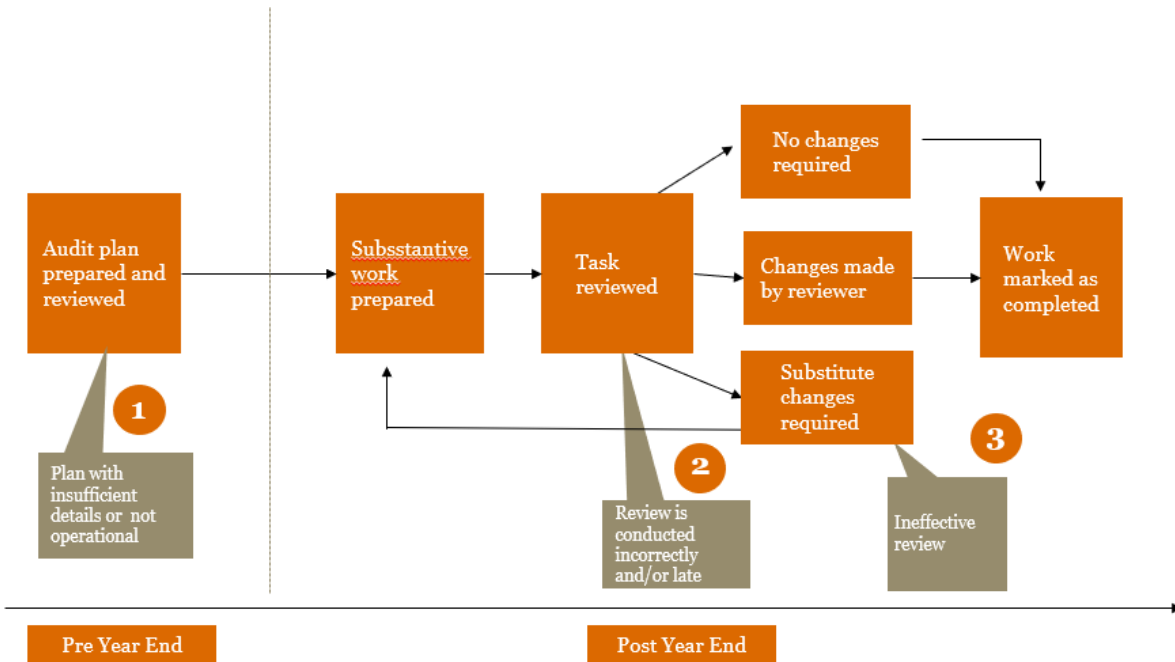 Audit plan
prepared and
reviewed
Subsstantive
work
prepared
Task
reviewed
No changes
required
Changes made
by reviewer
Substitute
changes
required
Work
marked as
completed
1
Plan with
insufficient
details or not
operational
2
Review is
conducted
incorrectly
and/or late
3
Ineffective
review
Pre Year End
Post Year End